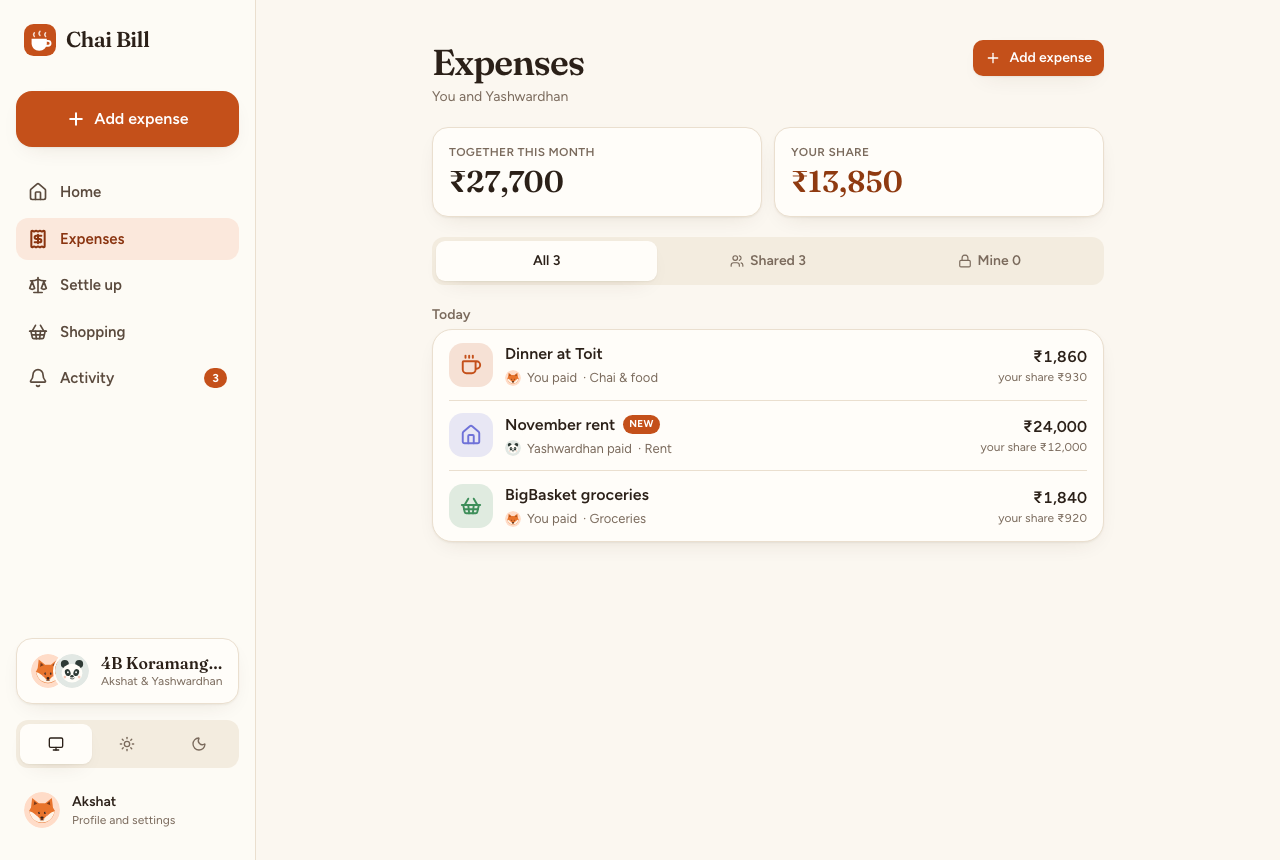 Chai Bill
Add expense
Home
Expenses
Settle up
Shopping
Activity 3
4B Koramang...
Akshat & Yashwardhan
Akshat
Profile and settings
Expenses
You and Yashwardhan
Add expense
TOGETHER THIS MONTH
₹27,700
YOUR SHARE
₹13,850
All 3
Shared 3
Mine 0
Today
Dinner at Toit
You paid · Chai & food
₹1,860
your share ₹930
November rent NEW
Yashwardhan paid · Rent
₹24,000
your share ₹12,000
BigBasket groceries
You paid · Groceries
₹1,840
your share ₹920